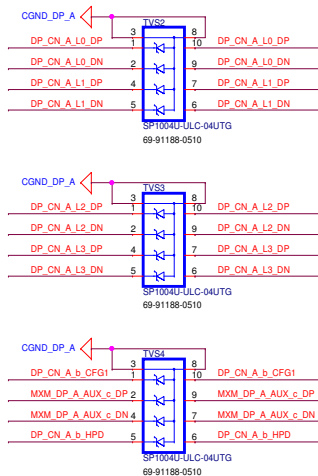 CGND_DP_A
TVS2
3 8
DP_CN_A_L0_DP 1 10 DP_CN_A_L0_DP
DP_CN_A_L0_DN 2 9 DP_CN_A_L0_DN
DP_CN_A_L1_DP 4 7 DP_CN_A_L1_DP
DP_CN_A_L1_DN 5 6 DP_CN_A_L1_DN
SP1004U-ULC-04UTG
69-91188-0510
CGND_DP_A
TVS3
3 8
DP_CN_A_L2_DP 1 10 DP_CN_A_L2_DP
DP_CN_A_L2_DN 2 9 DP_CN_A_L2_DN
DP_CN_A_L3_DP 4 7 DP_CN_A_L3_DP
DP_CN_A_L3_DN 5 6 DP_CN_A_L3_DN
SP1004U-ULC-04UTG
69-91188-0510
CGND_DP_A
TVS4
3 8
DP_CN_A_b_CFG1 1 10 DP_CN_A_b_CFG1
MXM_DP_A_AUX_c_DP 2 9 MXM_DP_A_AUX_c_DP
MXM_DP_A_AUX_c_DN 4 7 MXM_DP_A_AUX_c_DN
DP_CN_A_b_HPD 5 6 DP_CN_A_b_HPD
SP1004U-ULC-04UTG
69-91188-0510